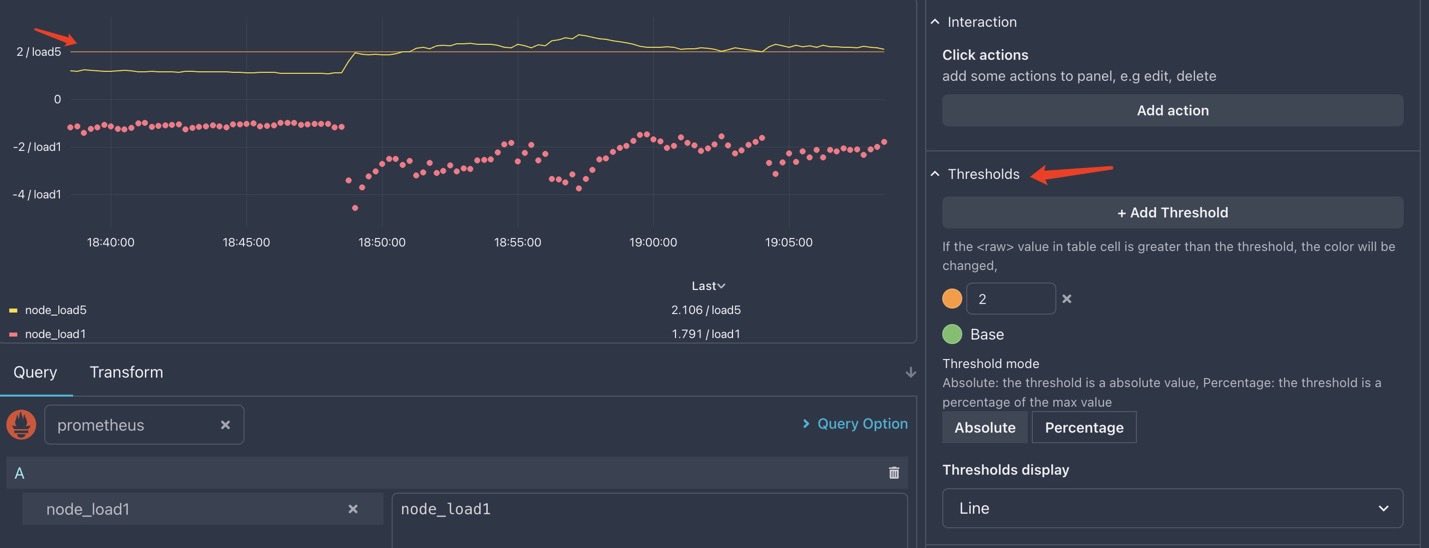 2 / load5
0
-2 / load1
-4 / load1
18:40:00 18:45:00 18:50:00 18:55:00 19:00:00 19:05:00
Last
node_load5 2.106 / load5
node_load1 1.791 / load1
Query Transform
prometheus
Query Option
A
node_load1 node_load1
Interaction
Click actions
add some actions to panel, e.g edit, delete
Add action
Thresholds
+ Add Threshold
If the <raw> value in table cell is greater than the threshold, the color will be
changed,
2
Base
Threshold mode
Absolute: the threshold is a absolute value, Percentage: the threshold is a
percentage of the max value
Absolute Percentage
Thresholds display
Line